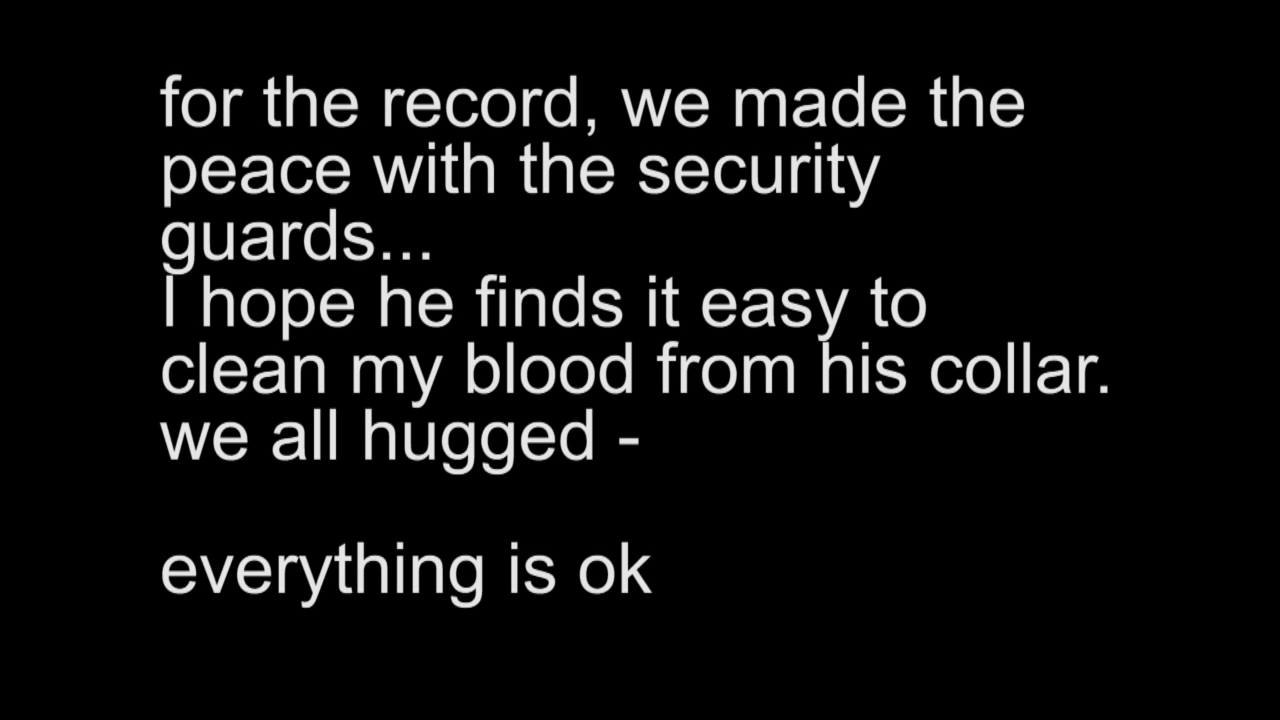 for the record, we made the
peace with the security
guards...
I hope he finds it easy to
clean my blood from his collar.
we all hugged -
everything is ok